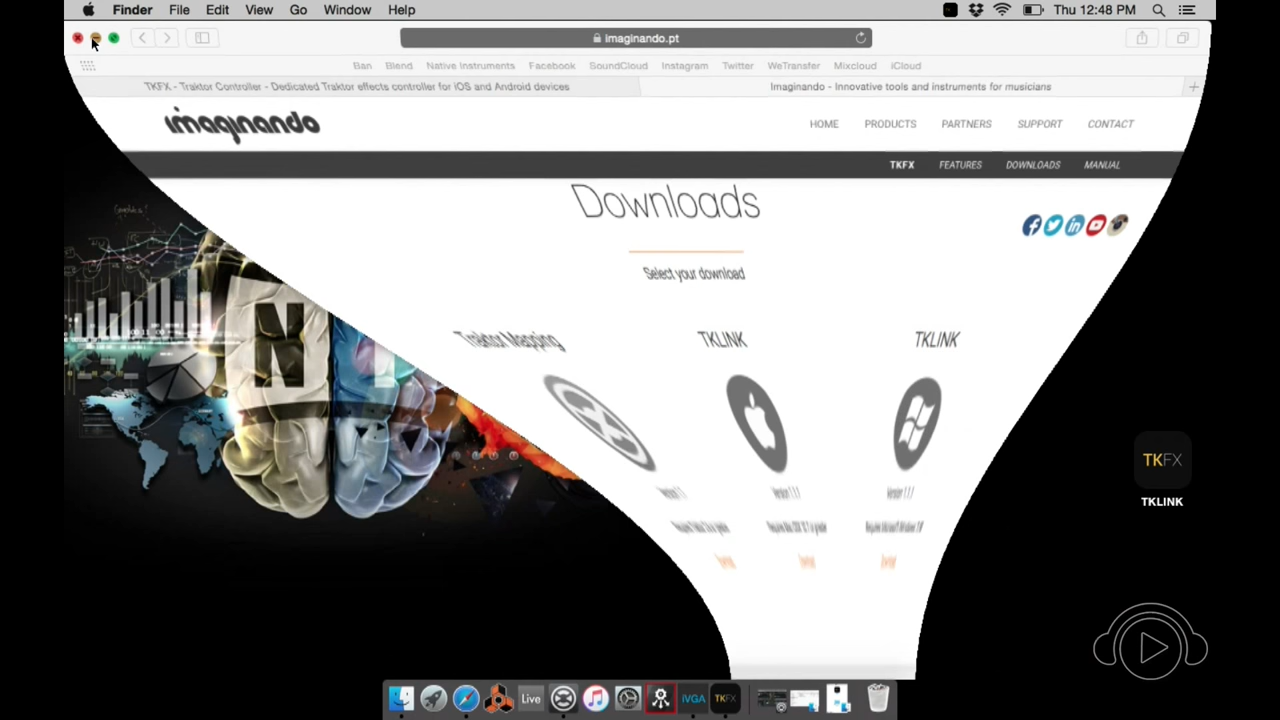 Finder File Edit View Go Window Help Thu 12:48 PM
imaginando.pt
Ban Blend Native Instruments Facebook SoundCloud Instagram Twitter WeTransfer Mixcloud iCloud
TKFX - Traktor Controller - Dedicated Traktor effects controller for iOS and Android devices
Imaginando - Innovative tools and instruments for musicians
imaginando
HOME PRODUCTS PARTNERS SUPPORT CONTACT
TKFX FEATURES DOWNLOADS MANUAL
Downloads
Select your download
Traktor Mapping TKLINK TKLINK
N
TKFX
TKLINK
Live iVGA TKFX